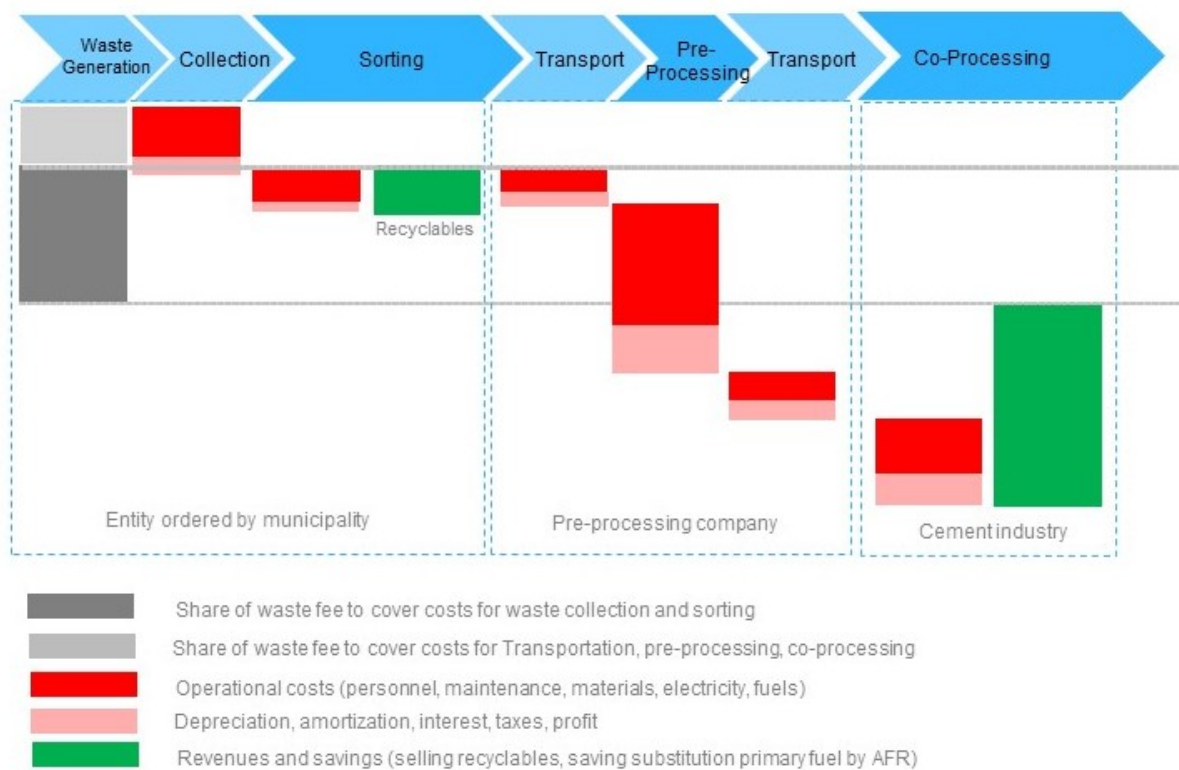 Waste
Generation
Collection
Sorting
Transport
Pre-
Processing
Transport
Co-Processing
Recyclables
Entity ordered by municipality
Pre-processing company
Cement industry
Share of waste fee to cover costs for waste collection and sorting
Share of waste fee to cover costs for Transportation, pre-processing, co-processing
Operational costs (personnel, maintenance, materials, electricity, fuels)
Depreciation, amortization, interest, taxes, profit
Revenues and savings (selling recyclables, saving substitution primary fuel by AFR)